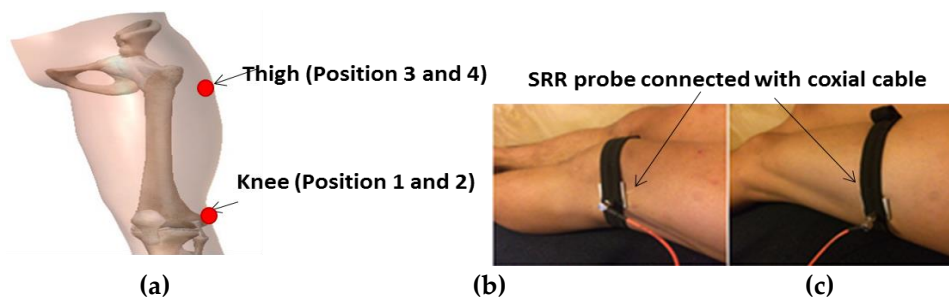 Thigh (Position 3 and 4)
SRR probe connected with coxial cable
Knee (Position 1 and 2)
(a)
(b)
(c)